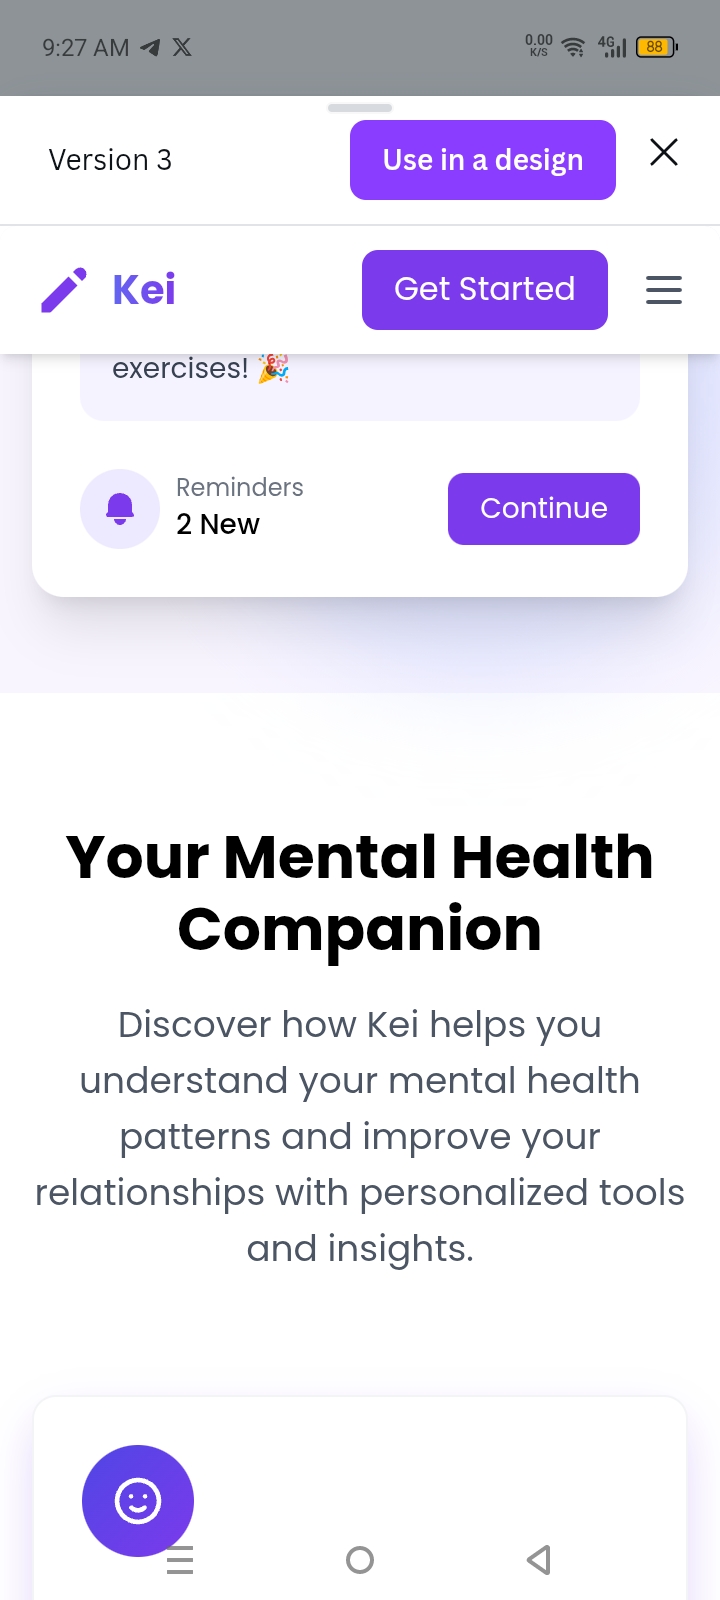 9:27 AM
0.00
K/S
4G
88
Version 3
Use in a design
Kei
Get Started
exercises! 🎉
Reminders
2 New
Continue
Your Mental Health
Companion
Discover how Kei helps you
understand your mental health
patterns and improve your
relationships with personalized tools
and insights.